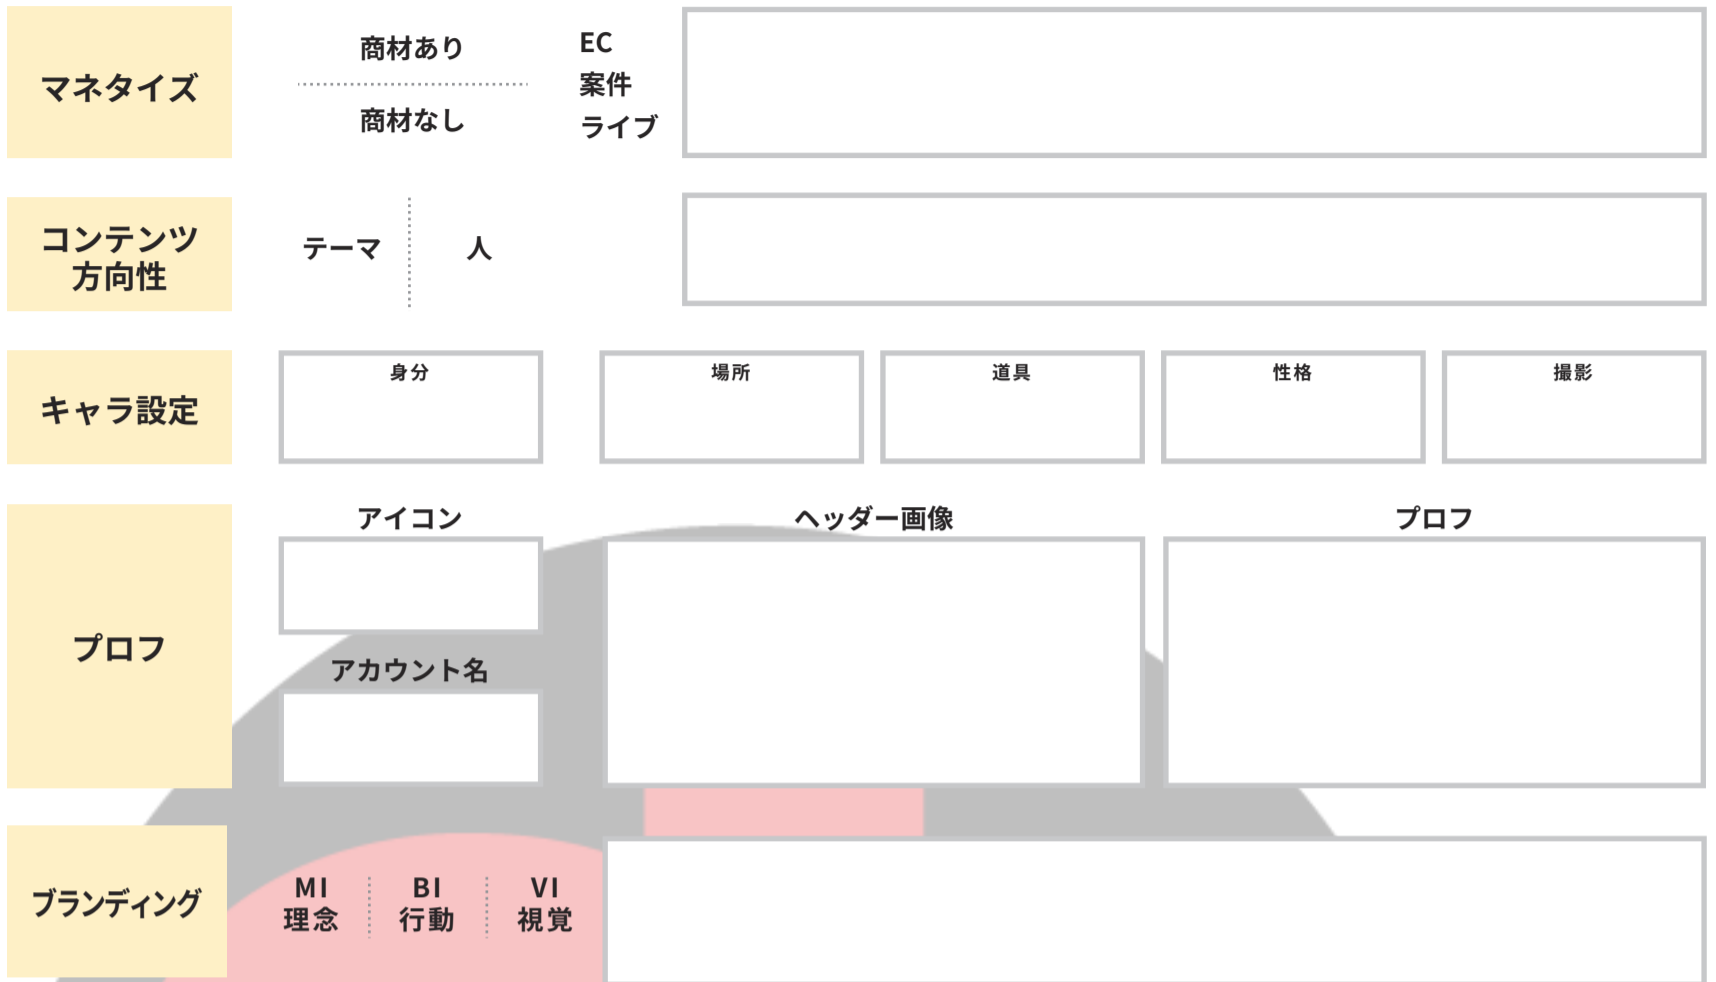 マネタイズ
商材あり
商材なし
EC
案件
ライブ
コンテンツ
方向性
テーマ
人
キャラ設定
身分
場所
道具
性格
撮影
プロフ
アイコン
アカウント名
ヘッダー画像
プロフ
ブランディング
MI
理念
BI
行動
VI
視覚